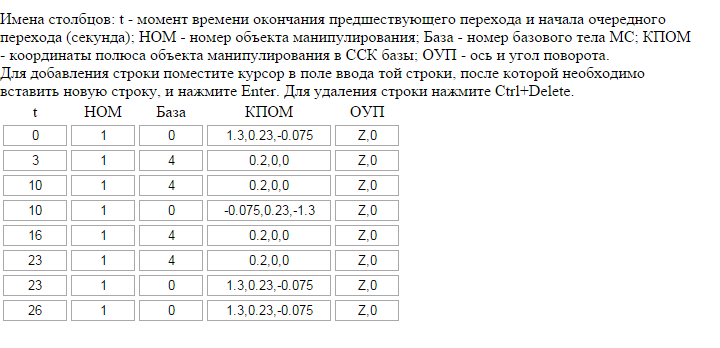 Имена столбцов: t - момент времени окончания предшествующего перехода и начала очередного
перехода (секунда); НОМ - номер объекта манипулирования; База - номер базового тела МС; КПОМ
- координаты полюса объекта манипулирования в ССК базы; ОУП - ось и угол поворота.
Для добавления строки поместите курсор в поле ввода той строки, после которой необходимо
вставить новую строку, и нажмите Enter. Для удаления строки нажмите Ctrl+Delete.
t НОМ База КПОМ ОУП
0 1 0 1.3,0.23,-0.075 Z,0
3 1 4 0.2,0,0 Z,0
10 1 4 0.2,0,0 Z,0
10 1 0 -0.075,0.23,-1.3 Z,0
16 1 4 0.2,0,0 Z,0
23 1 4 0.2,0,0 Z,0
23 1 0 1.3,0.23,-0.075 Z,0
26 1 0 1.3,0.23,-0.075 Z,0